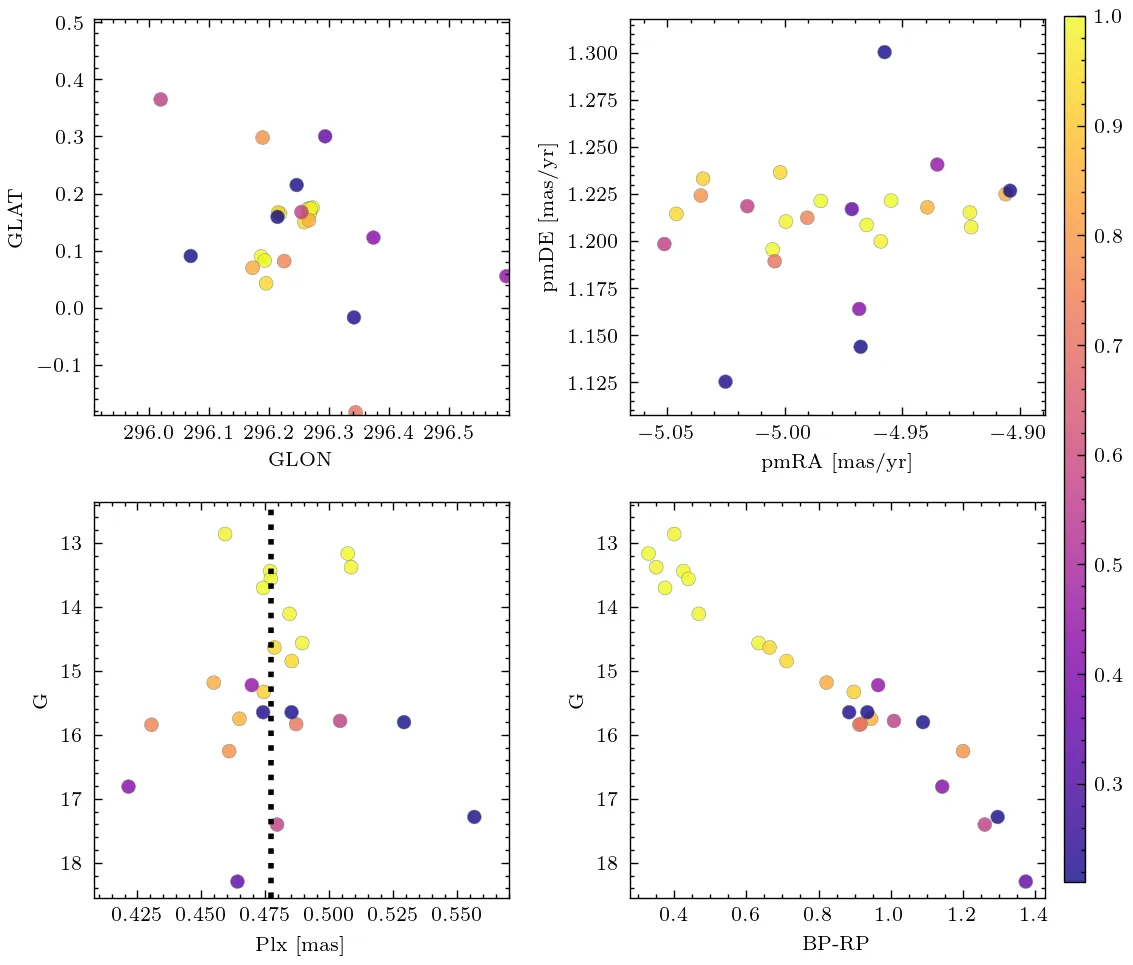 0.5
0.4
0.3
0.2
0.1
0.0
−0.1
GLAT
296.0 296.1 296.2 296.3 296.4 296.5
GLON
1.300
1.275
1.250
1.225
1.200
1.175
1.150
1.125
pmDE [mas/yr]
−5.05 −5.00 −4.95 −4.90
pmRA [mas/yr]
13
14
15
16
17
18
G
0.425 0.450 0.475 0.500 0.525 0.550
Plx [mas]
13
14
15
16
17
18
G
0.4 0.6 0.8 1.0 1.2 1.4
BP-RP
1.0
0.9
0.8
0.7
0.6
0.5
0.4
0.3